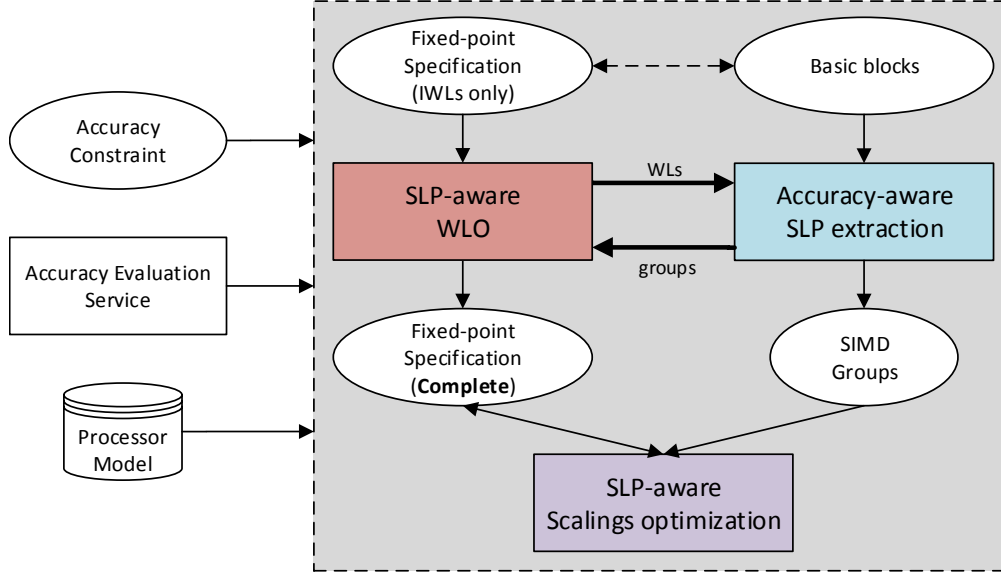 Fixed-point
Specification
(IWLs only)
Basic blocks
Accuracy
Constraint
SLP-aware
WLO
WLs
groups
Accuracy-aware
SLP extraction
Accuracy Evaluation
Service
Fixed-point
Specification
(Complete)
SIMD
Groups
Processor
Model
SLP-aware
Scalings optimization